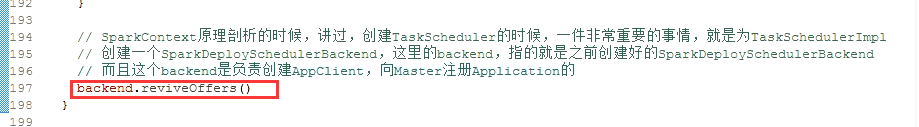 192 }
193
194 // SparkContext原理剖析的时候，讲过，创建TaskScheduler的时候，一件非常重要的事情，就是为TaskSchedulerImpl
195 // 创建一个SparkDeploySchedulerBackend，这里的backend，指的就是之前创建好的SparkDeploySchedulerBackend
196 // 而且这个backend是负责创建AppClient，向Master注册Application的
197 backend.reviveOffers()
198 }
199